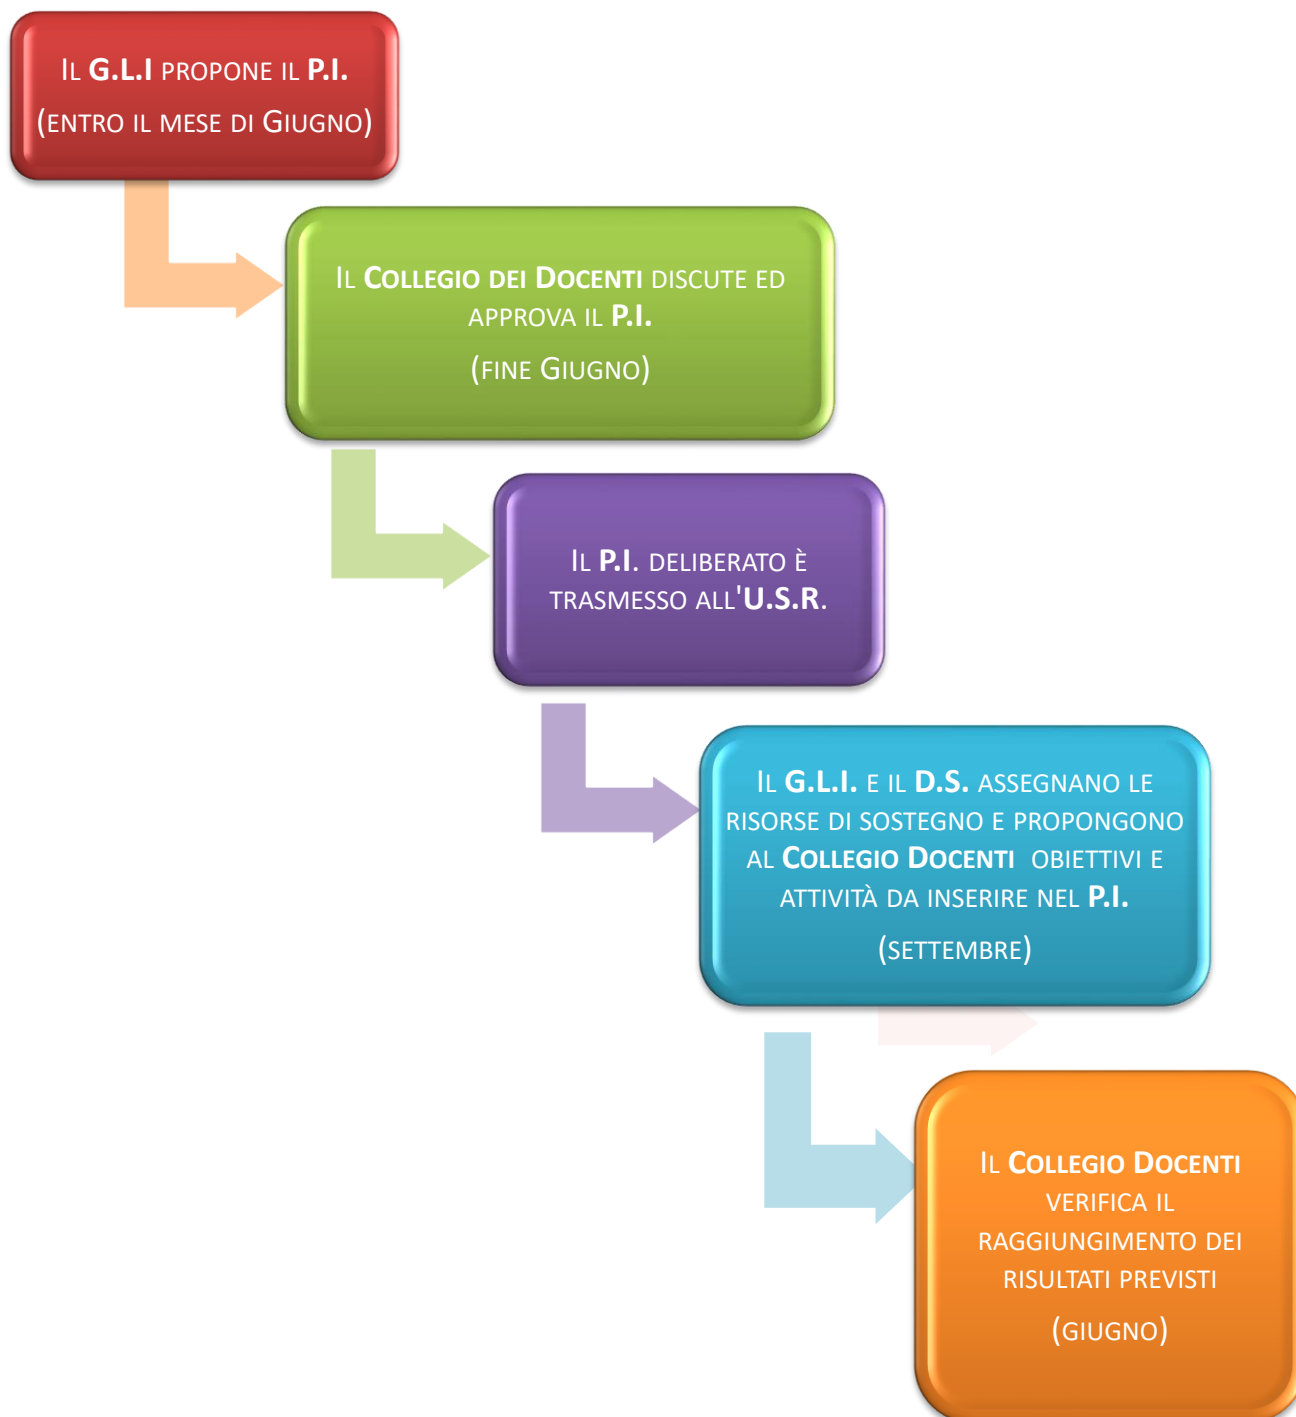 Il G.L.I propone il P.I.
(entro il mese di Giugno)
Il Collegio dei Docenti discute ed
approva il P.I.
(fine Giugno)
Il P.I. deliberato è
trasmesso all'U.S.R.
Il G.L.I. e il D.S. assegnano le
risorse di sostegno e propongono
al Collegio Docenti obiettivi e
attività da inserire nel P.I.
(settembre)
Il Collegio Docenti
verifica il
raggiungimento dei
risultati previsti
(giugno)